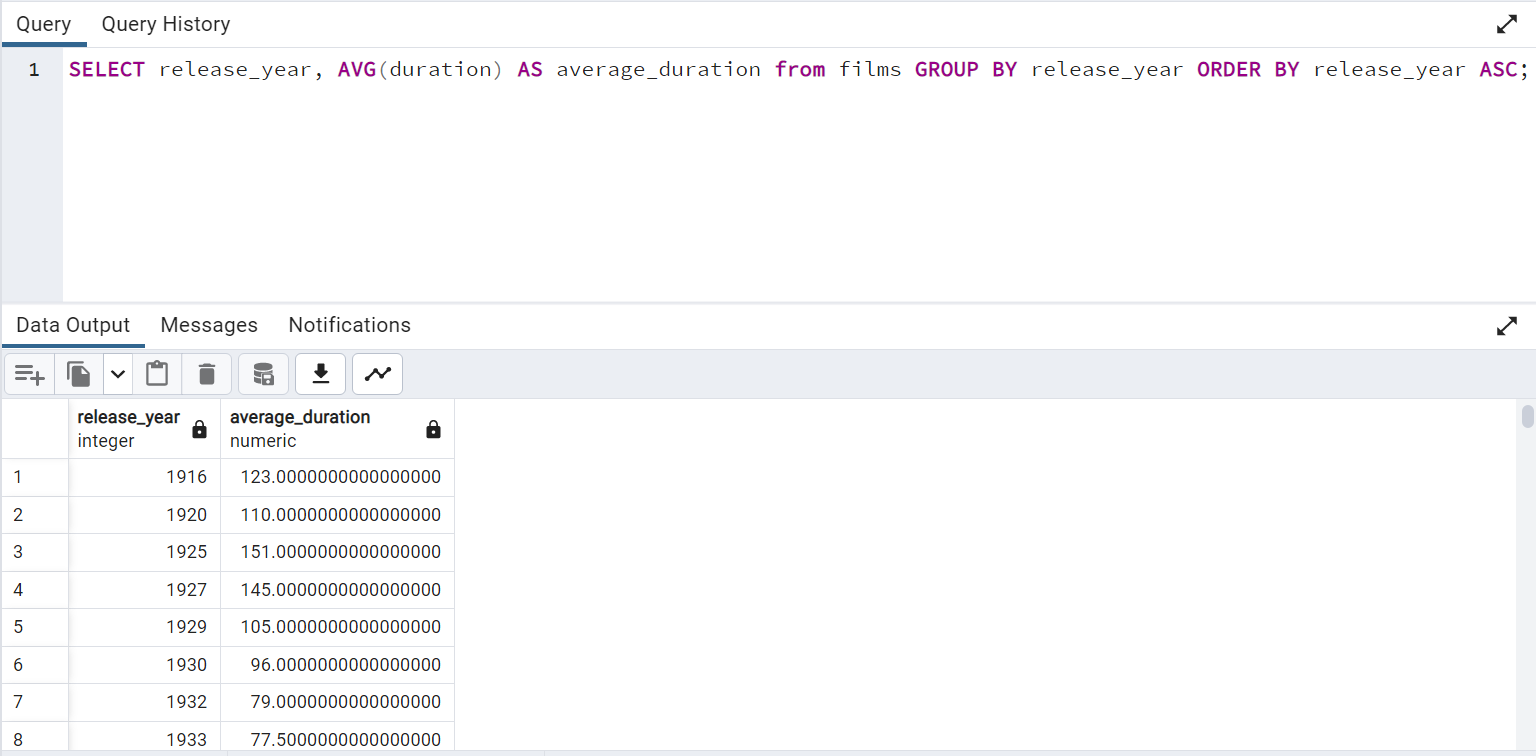 Query Query History
1 SELECT release_year, AVG(duration) AS average_duration from films GROUP BY release_year ORDER BY release_year ASC;
Data Output Messages Notifications
release_year average_duration
integer numeric
1 1916 123.0000000000000000
2 1920 110.0000000000000000
3 1925 151.0000000000000000
4 1927 145.0000000000000000
5 1929 105.0000000000000000
6 1930 96.0000000000000000
7 1932 79.0000000000000000
8 1933 77.5000000000000000